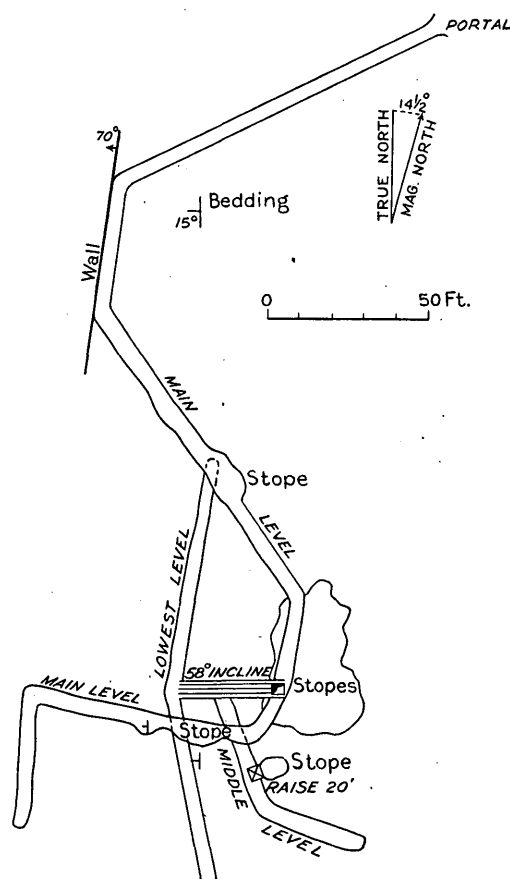 PORTAL
14½°
70°
TRUE NORTH
MAG. NORTH
Bedding
15°
Wall
0 50 Ft.
MAIN
Stope
LEVEL
LOWEST LEVEL
58° INCLINE
MAIN LEVEL
Stopes
Stope
Stope
MIDDLE
RAISE 20'
LEVEL